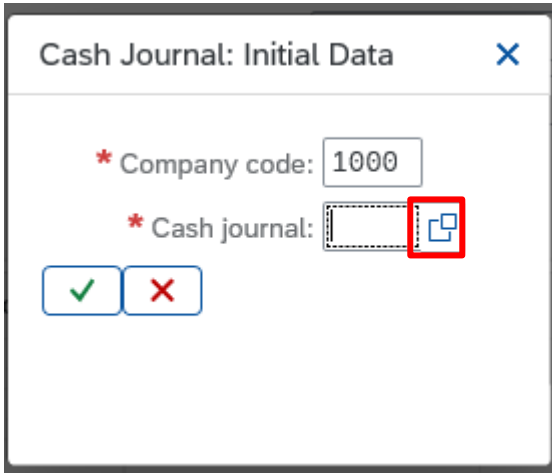 Cash Journal: Initial Data
* Company code: 1000
* Cash journal: